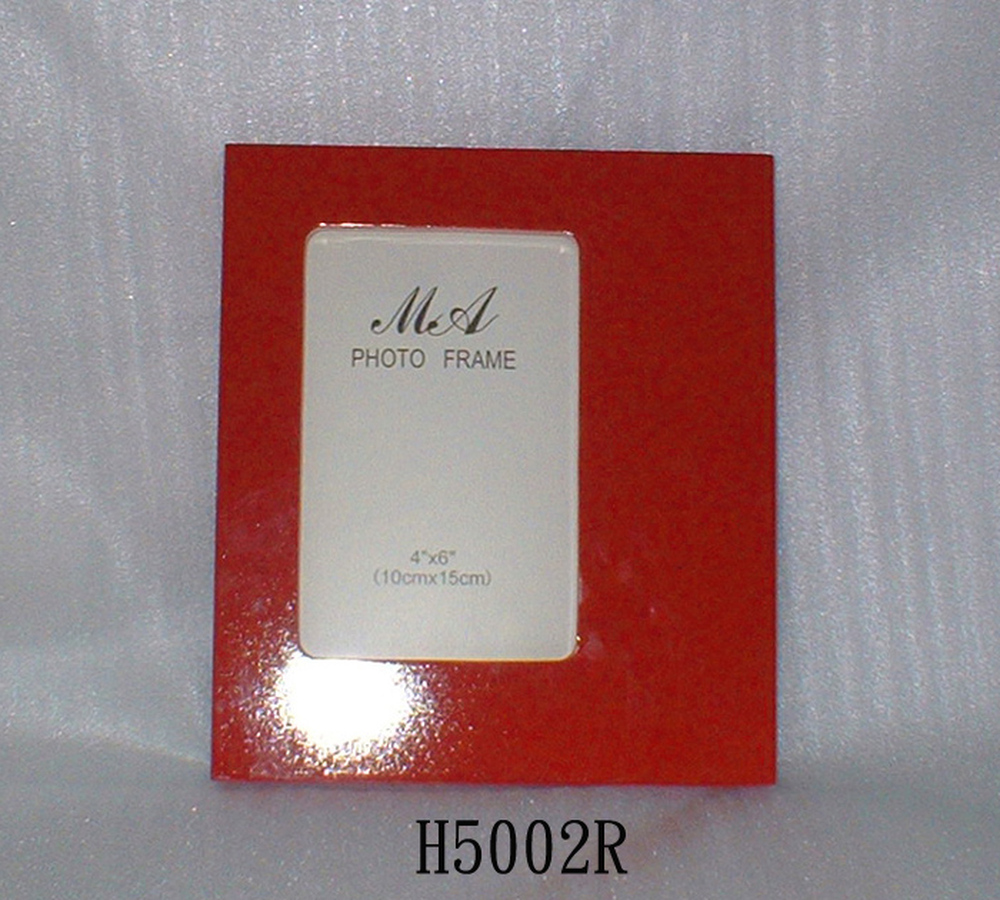 MA
PHOTO FRAME
4"x6"
(10cmx15cm)
H5002R